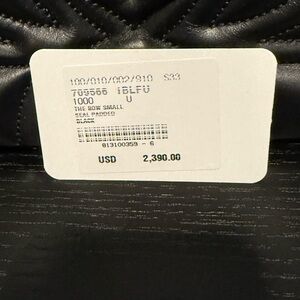 100/010/002/910 S33
709566 1BLFU
1000 U
THE BOW SMALL
SEAL PADDED
BLACK
813100359 - 6
USD 2,390.00